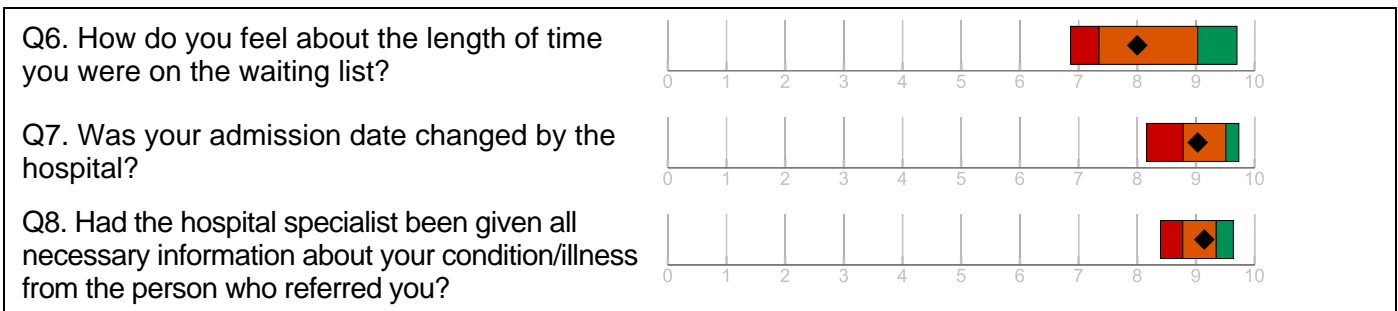 Q6. How do you feel about the length of time
you were on the waiting list?
0 1 2 3 4 5 6 7 8 9 10
Q7. Was your admission date changed by the
hospital?
0 1 2 3 4 5 6 7 8 9 10
Q8. Had the hospital specialist been given all
necessary information about your condition/illness
from the person who referred you?
0 1 2 3 4 5 6 7 8 9 10